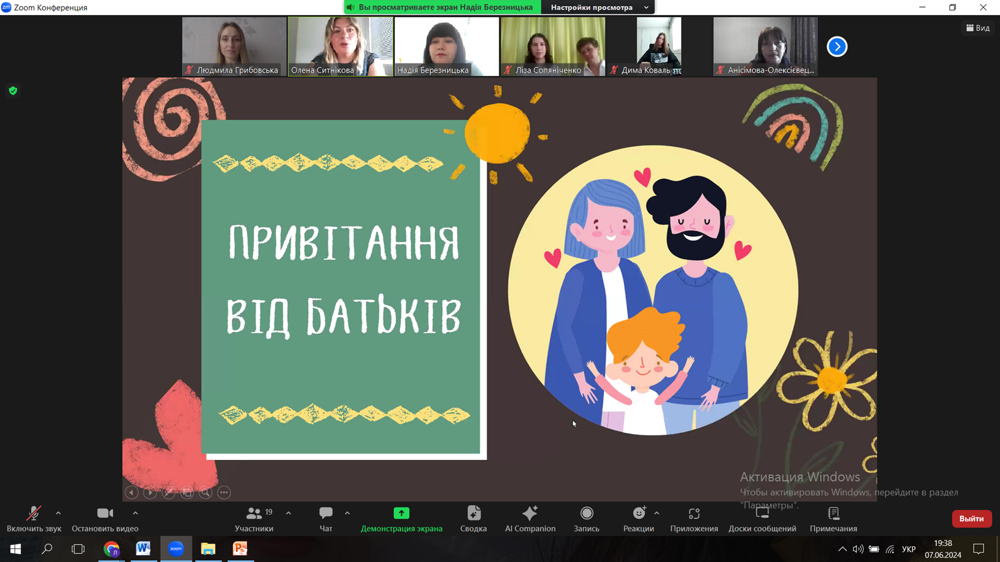 zm Zoom Конференция
Вы просматриваете экран Надія Березницька
Настройки просмотра
Вид
Людмила Грибовська
Олена Ситнікова
Надія Березницька
Ліза Сопяніченко
Дима Коваль
Анісімова-Олексієвец...
ПРИВІТАННЯ
ВІД БАТЬКІВ
Активация Windows
Чтобы активировать Windows, перейдите в раздел
"Параметры".
Включить звук
Остановить видео
19
Участники
Чат
Демонстрация экрана
Сводка
AI Companion
Запись
Реакции
Приложения
Доски сообщений
Примечания
Выйти
Л
W
zoom
P
УКР
19:38
07.06.2024